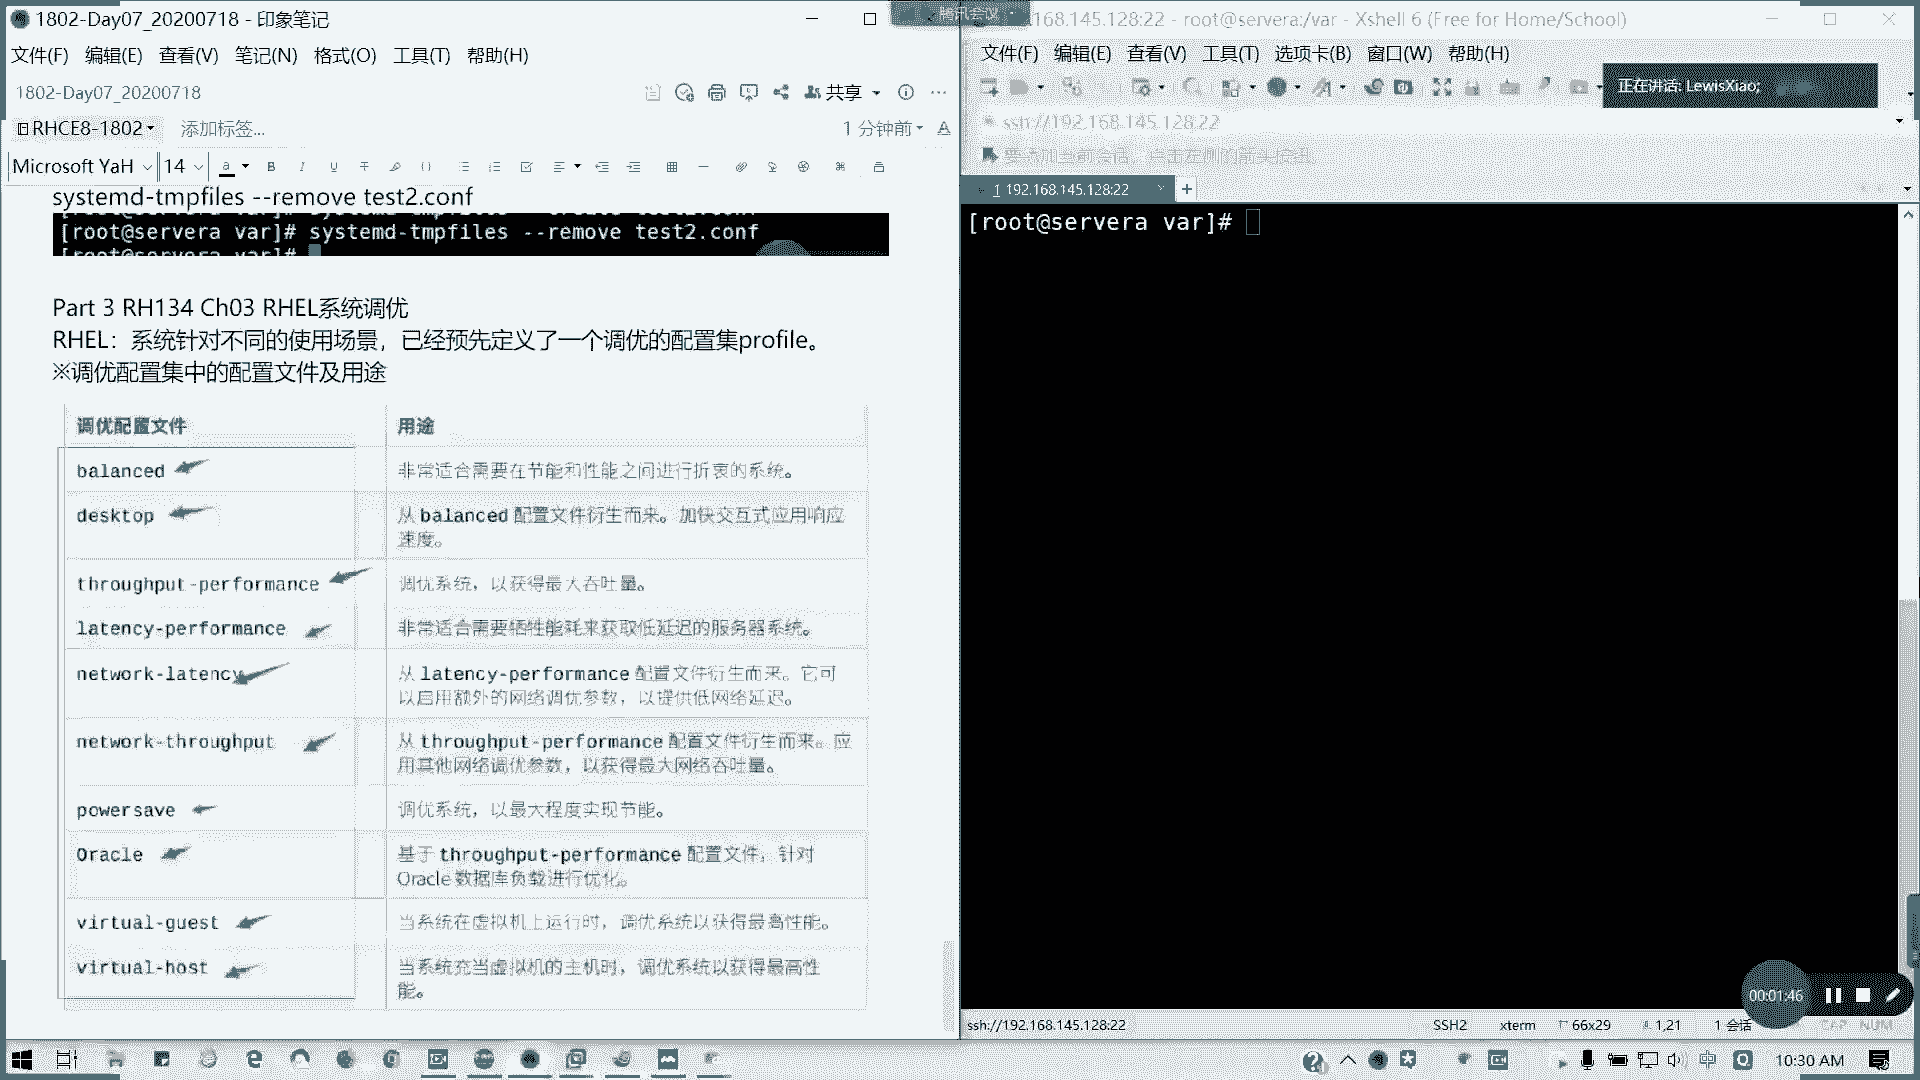 1802-Day07_20200718 - 印象笔记
文件(F) 编辑(E) 查看(V) 笔记(N) 格式(O) 工具(T) 帮助(H)
1802-Day07_20200718
共享
RHCE8-1802
添加标签...
1 分钟前
Microsoft YaH 14
systemd-tmpfiles --remove test2.conf
[root@servera var]# systemd-tmpfiles --remove test2.conf
[root@servera var]#
Part 3 RH134 Ch03 RHEL系统调优
RHEL：系统针对不同的使用场景，已经预先定义了一个调优的配置集profile。
※调优配置集中的配置文件及用途
调优配置文件 用途
balanced 非常适合需要在节能和性能之间进行折衷的系统。
desktop 从 balanced 配置文件衍生而来。加快交互式应用响应
速度。
throughput-performance 调优系统，以获得最大吞吐量。
latency-performance 非常适合需要牺牲能耗来获取低延迟的服务器系统。
network-latency 从 latency-performance 配置文件衍生而来。它可
以启用额外的网络调优参数，以提供低网络延迟。
network-throughput 从 throughput-performance 配置文件衍生而来。应
用其他网络调优参数，以获得最大网络吞吐量。
powersave 调优系统，以最大程度实现节能。
Oracle 基于 throughput-performance 配置文件，针对
Oracle 数据库负载进行优化。
virtual-guest 当系统在虚拟机上运行时，调优系统以获得最高性能。
virtual-host 当系统充当虚拟机的主机时，调优系统以获得最高性
能。
腾讯会议
168.145.128:22 - root@servera:/var - Xshell 6 (Free for Home/School)
文件(F) 编辑(E) 查看(V) 工具(T) 选项卡(B) 窗口(W) 帮助(H)
正在讲话: LewisXiao;
ssh://192.168.145.128:22
要添加当前会话，点击左侧的箭头按钮。
1 192.168.145.128:22
[root@servera var]#
00:01:46
ssh://192.168.145.128:22 SSH2 xterm 66x29 1,21 1 会话 CAP NUM
中 10:30 AM